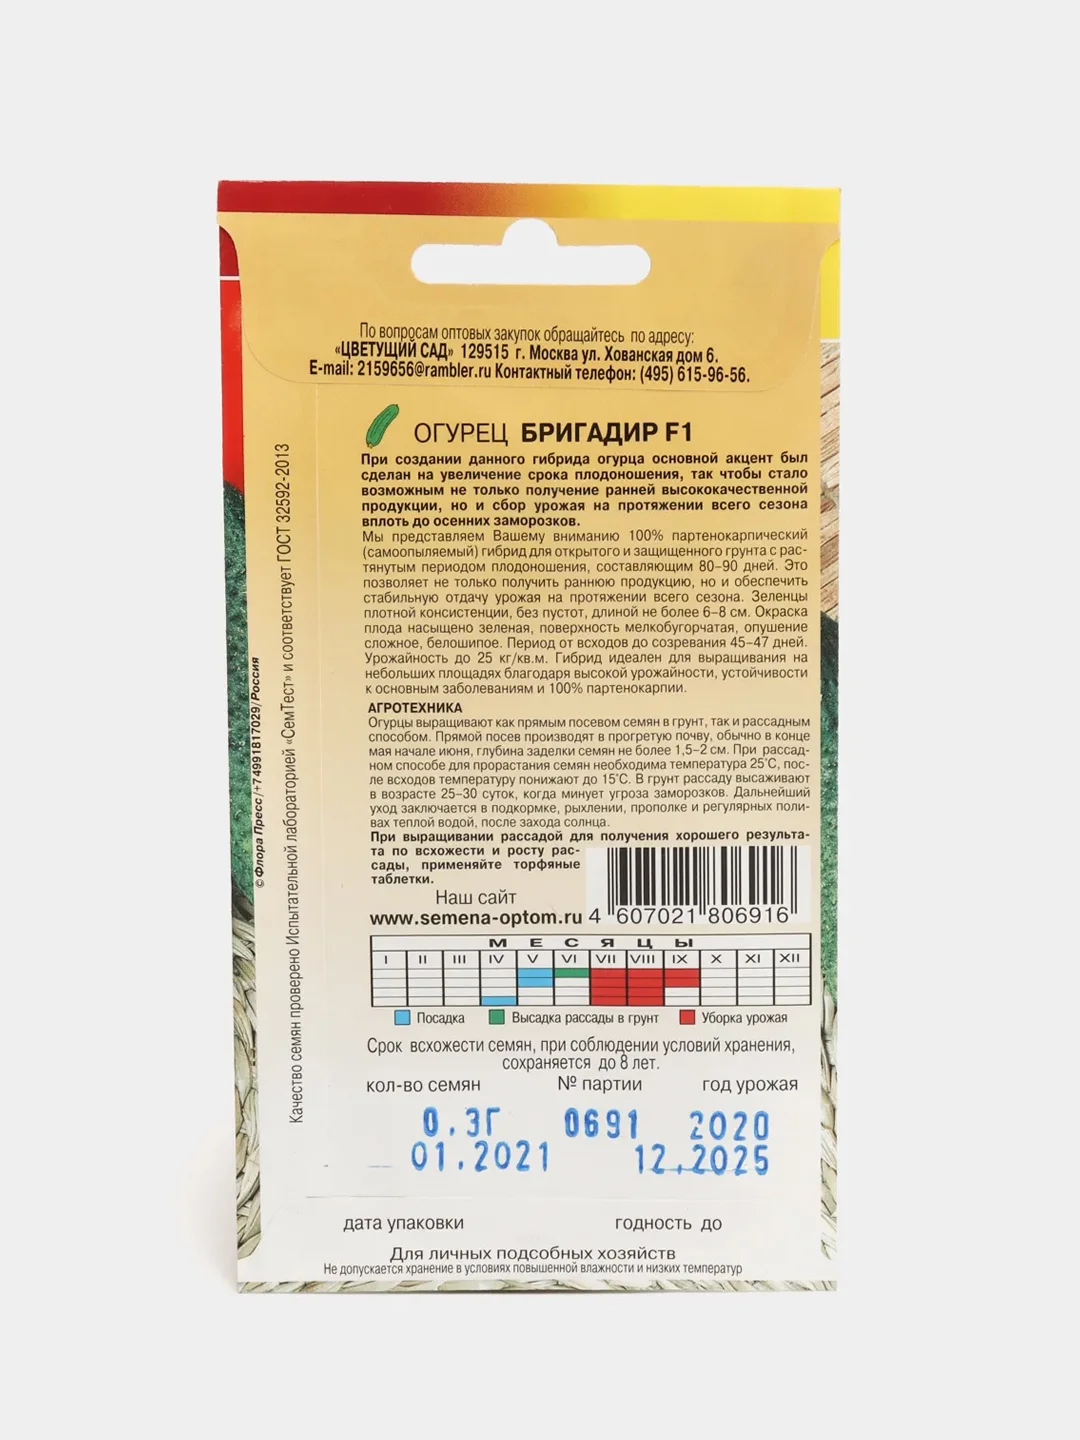 По вопросам оптовых закупок обращайтесь по адресу:
«ЦВЕТУЩИЙ САД» 129515 г. Москва ул. Хованская дом 6.
E-mail: 2159656@rambler.ru Контактный телефон: (495) 615-96-56.
ОГУРЕЦ БРИГАДИР F1
При создании данного гибрида огурца основной акцент был
сделан на увеличение срока плодоношения, так чтобы стало
возможным не только получение ранней высококачественной
продукции, но и сбор урожая на протяжении всего сезона
вплоть до осенних заморозков.
Мы представляем Вашему вниманию 100% партенокарпический
(самоопыляемый) гибрид для открытого и защищенного грунта с рас-
тянутым периодом плодоношения, составляющим 80–90 дней. Это
позволяет не только получить раннюю продукцию, но и обеспечить
стабильную отдачу урожая на протяжении всего сезона. Зеленцы
плотной консистенции, без пустот, длиной не более 6–8 см. Окраска
плода насыщено зеленая, поверхность мелкобугорчатая, опушение
сложное, белошипое. Период от всходов до созревания 45–47 дней.
Урожайность до 25 кг/кв.м. Гибрид идеален для выращивания на
небольших площадях благодаря высокой урожайности, устойчивости
к основным заболеваниям и 100% партенокарпии.
АГРОТЕХНИКА
Огурцы выращивают как прямым посевом семян в грунт, так и рассадным
способом. Прямой посев производят в прогретую почву, обычно в конце
мая начале июня, глубина заделки семян не более 1,5–2 см. При рассад-
ном способе для прорастания семян необходима температура 25°С, пос-
ле всходов температуру понижают до 15°С. В грунт рассаду высаживают
в возрасте 25–30 суток, когда минует угроза заморозков. Дальнейший
уход заключается в подкормке, рыхлении, прополке и регулярных поли-
вах теплой водой, после захода солнца.
При выращивании рассадой для получения хорошего результа-
та по всхожести и росту рас-
сады, применяйте торфяные
таблетки.
Наш сайт
www.semena-optom.ru
4 607021 806916
МЕСЯЦЫ
I II III IV V VI VII VIII IX X XI XII
Посадка Высадка рассады в грунт Уборка урожая
Срок всхожести семян, при соблюдении условий хранения,
сохраняется до 8 лет.
кол-во семян № партии год урожая
0.3Г 0691 2020
01.2021 12.2025
дата упаковки годность до
Для личных подсобных хозяйств
Не допускается хранение в условиях повышенной влажности и низких температур
Качество семян проверено Испытательной лабораторией «СемТест» и соответствует ГОСТ 32592-2013
© Флора Пресс/+74991817029/Россия